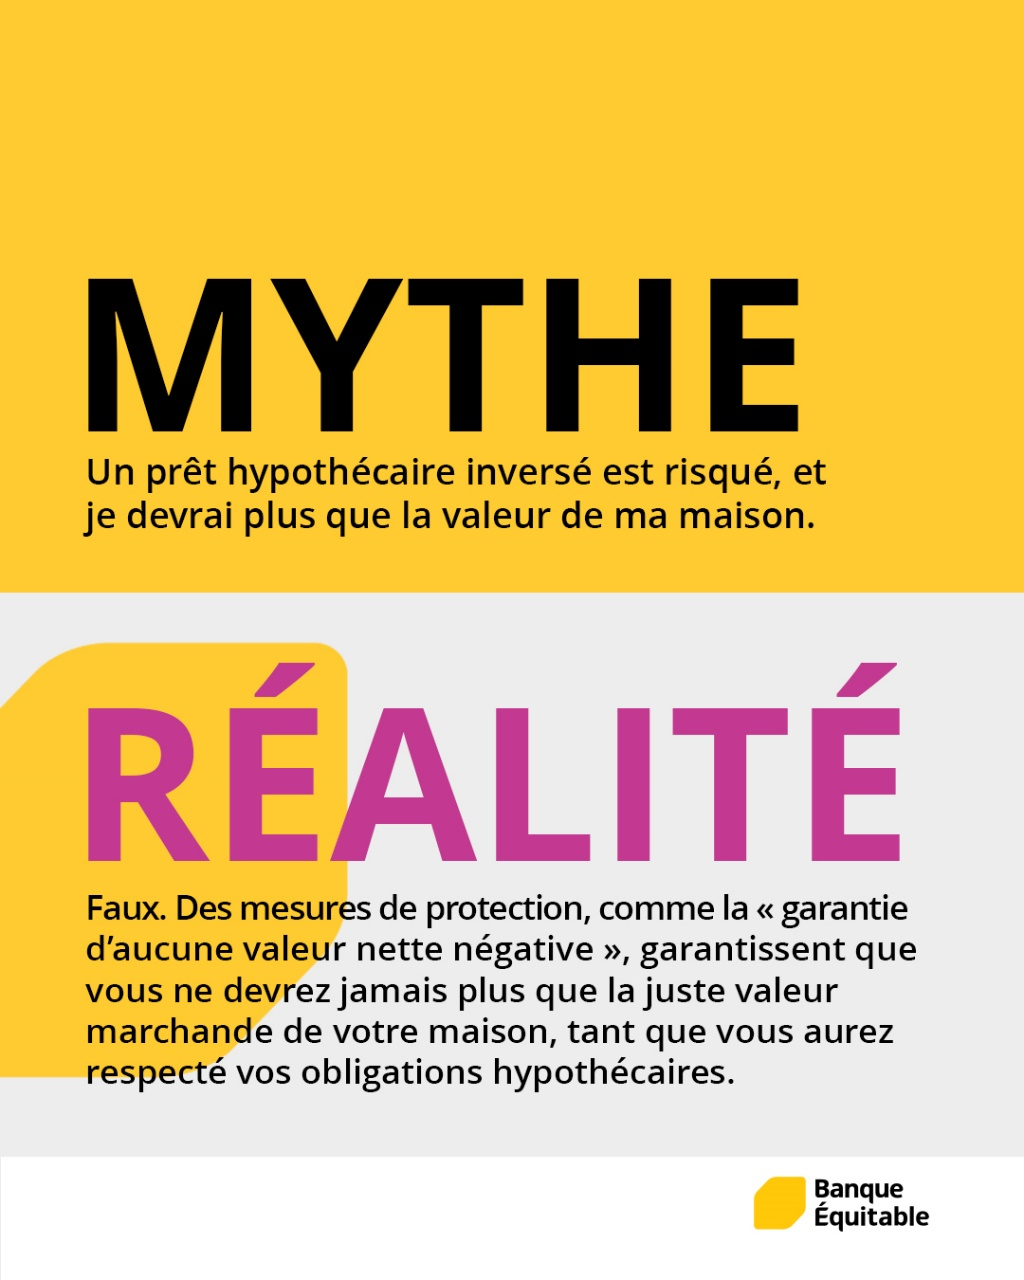 MYTHE
Un prêt hypothécaire inversé est risqué, et
je devrai plus que la valeur de ma maison.
RÉALITÉ
Faux. Des mesures de protection, comme la « garantie
d’aucune valeur nette négative », garantissent que
vous ne devrez jamais plus que la juste valeur
marchande de votre maison, tant que vous aurez
respecté vos obligations hypothécaires.
Banque
Équitable